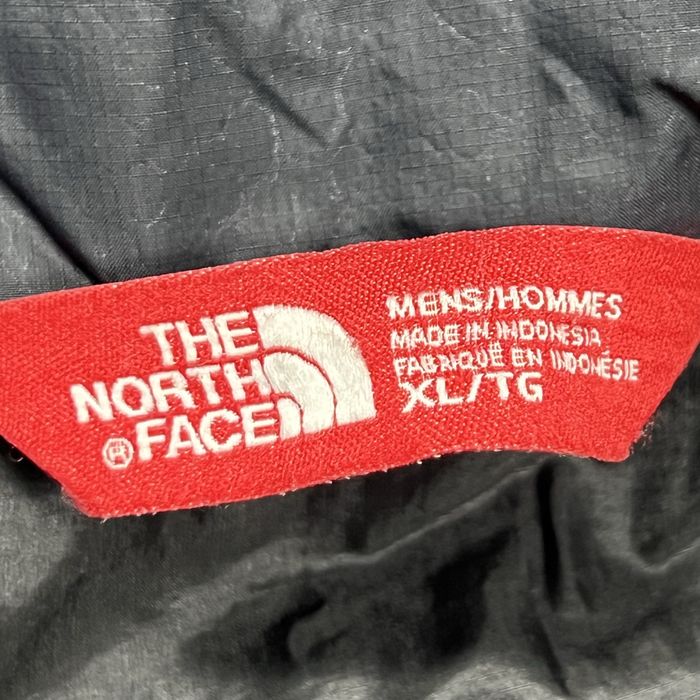 THE
NORTH
®FACE
MENS/HOMMES
MADE IN INDONESIA
FABRIQUÉ EN INDONÉSIE
XL/TG